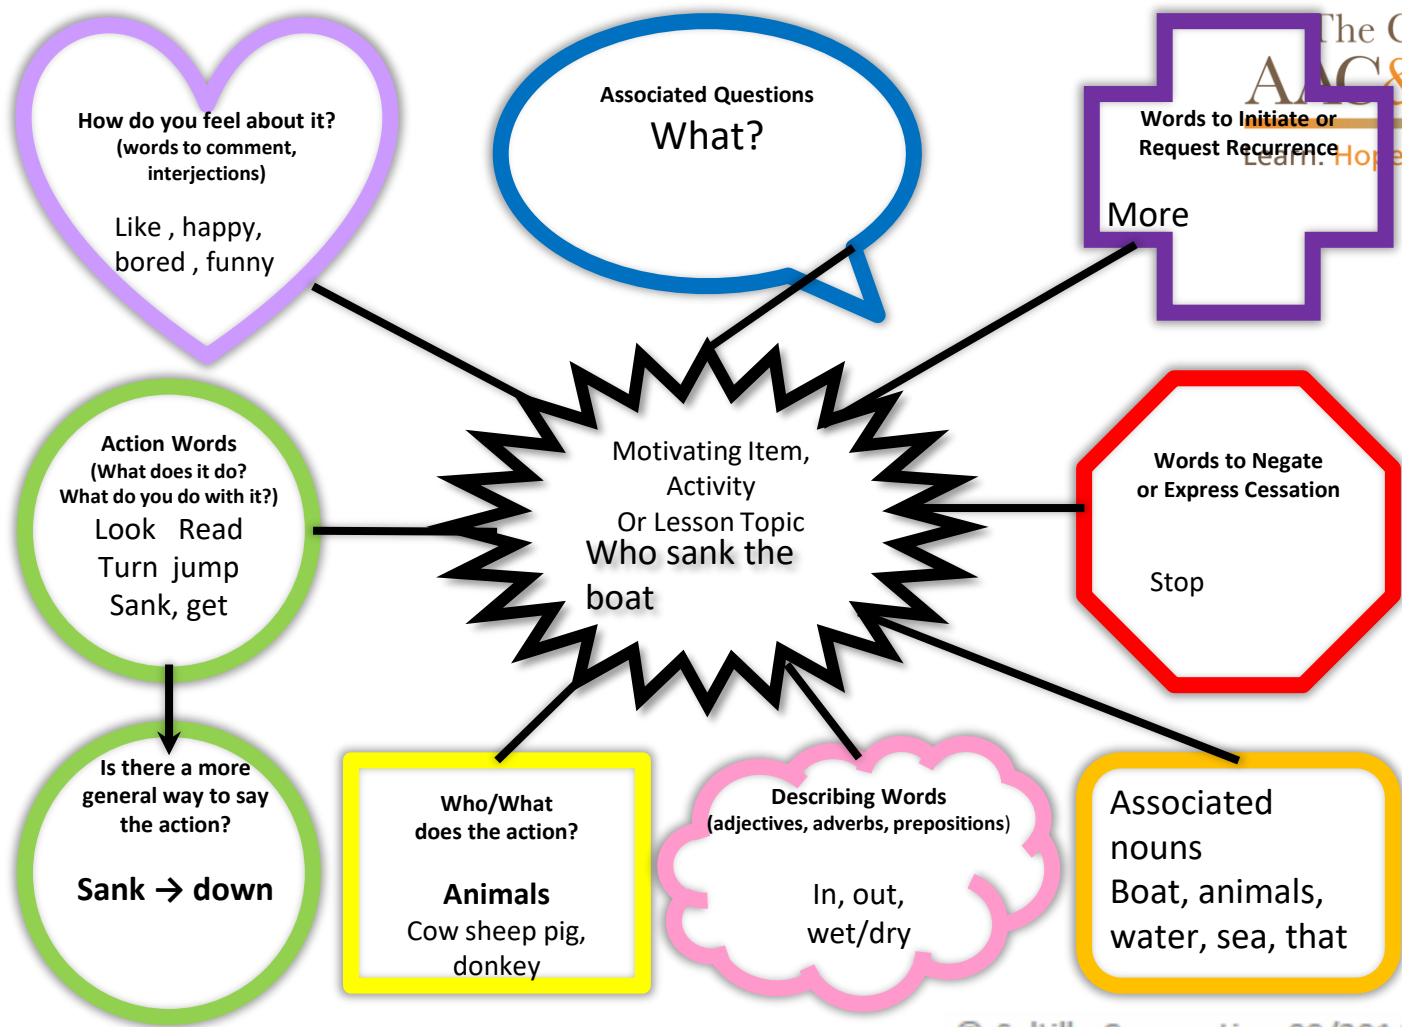 How do you feel about it?
(words to comment,
interjections)
Like , happy,
bored , funny
Associated Questions
What?
The C
AAC&
Learn. Hope
Words to Initiate or
Request Recurrence
More
Action Words
(What does it do?
What do you do with it?)
Look Read
Turn jump
Sank, get
Motivating Item,
Activity
Or Lesson Topic
Who sank the
boat
Words to Negate
or Express Cessation
Stop
Is there a more
general way to say
the action?
Sank → down
Who/What
does the action?
Animals
Cow sheep pig,
donkey
Describing Words
(adjectives, adverbs, prepositions)
In, out,
wet/dry
Associated
nouns
Boat, animals,
water, sea, that